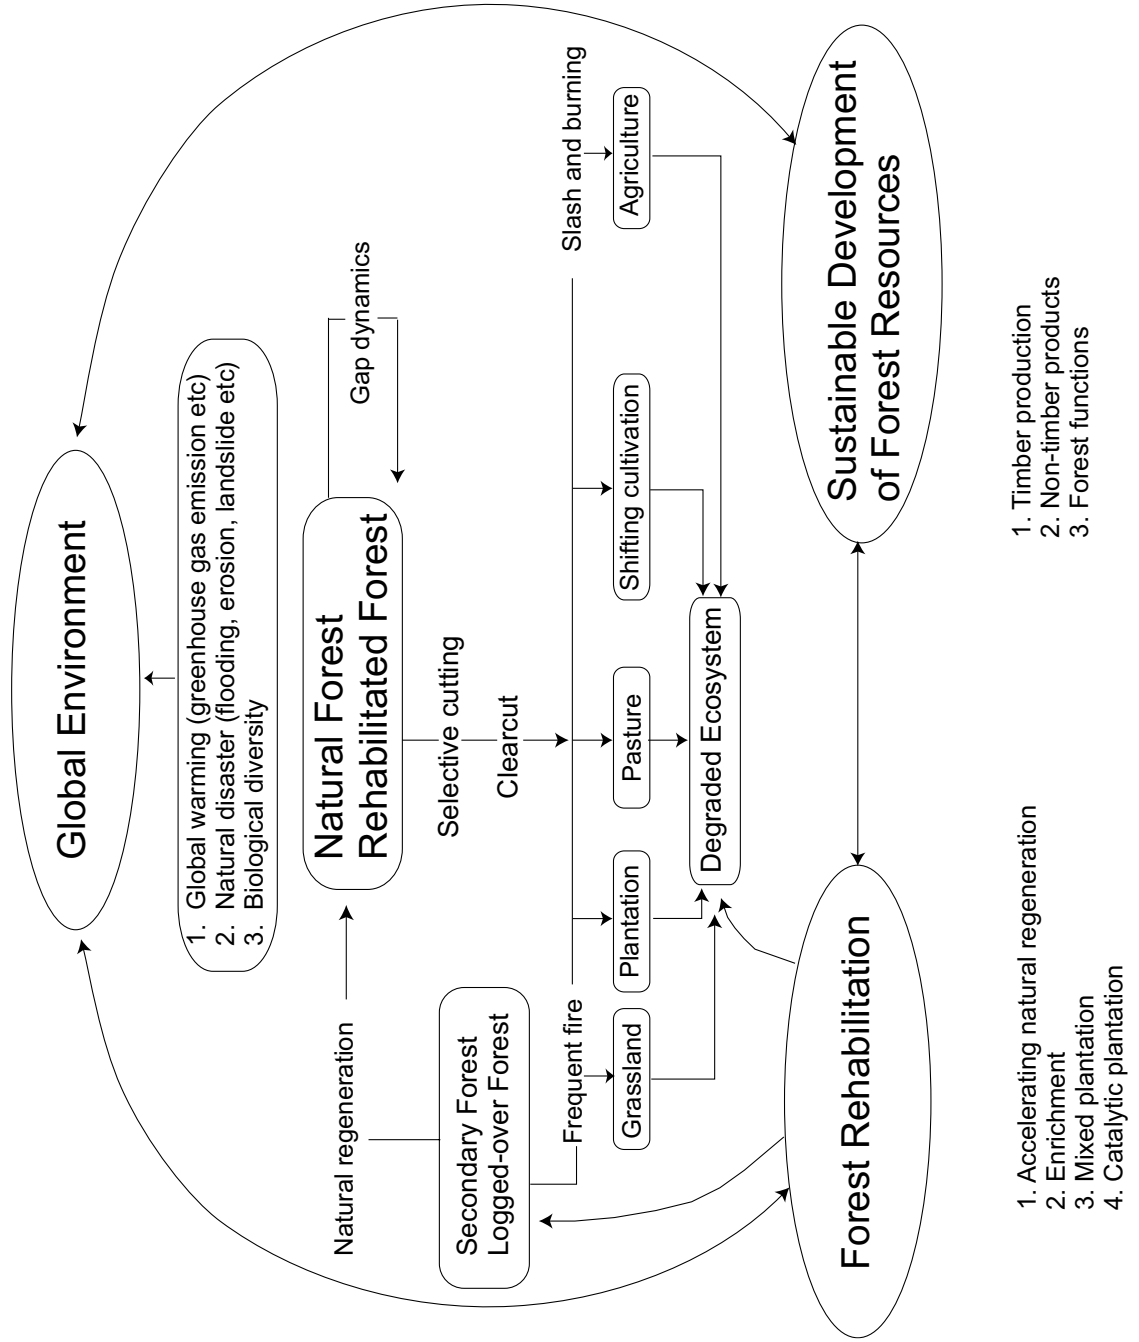 Global Environment
1. Global warming (greenhouse gas emission etc)
2. Natural disaster (flooding, erosion, landslide etc)
3. Biological diversity
Natural regeneration
Natural Forest
Rehabilitated Forest
Gap dynamics
Secondary Forest
Logged-over Forest
Selective cutting
Clearcut
Frequent fire
Slash and burning
Grassland
Plantation
Pasture
Shifting cultivation
Agriculture
Degraded Ecosystem
Forest Rehabilitation
Sustainable Development
of Forest Resources
1. Accelerating natural regeneration
2. Enrichment
3. Mixed plantation
4. Catalytic plantation
1. Timber production
2. Non-timber products
3. Forest functions